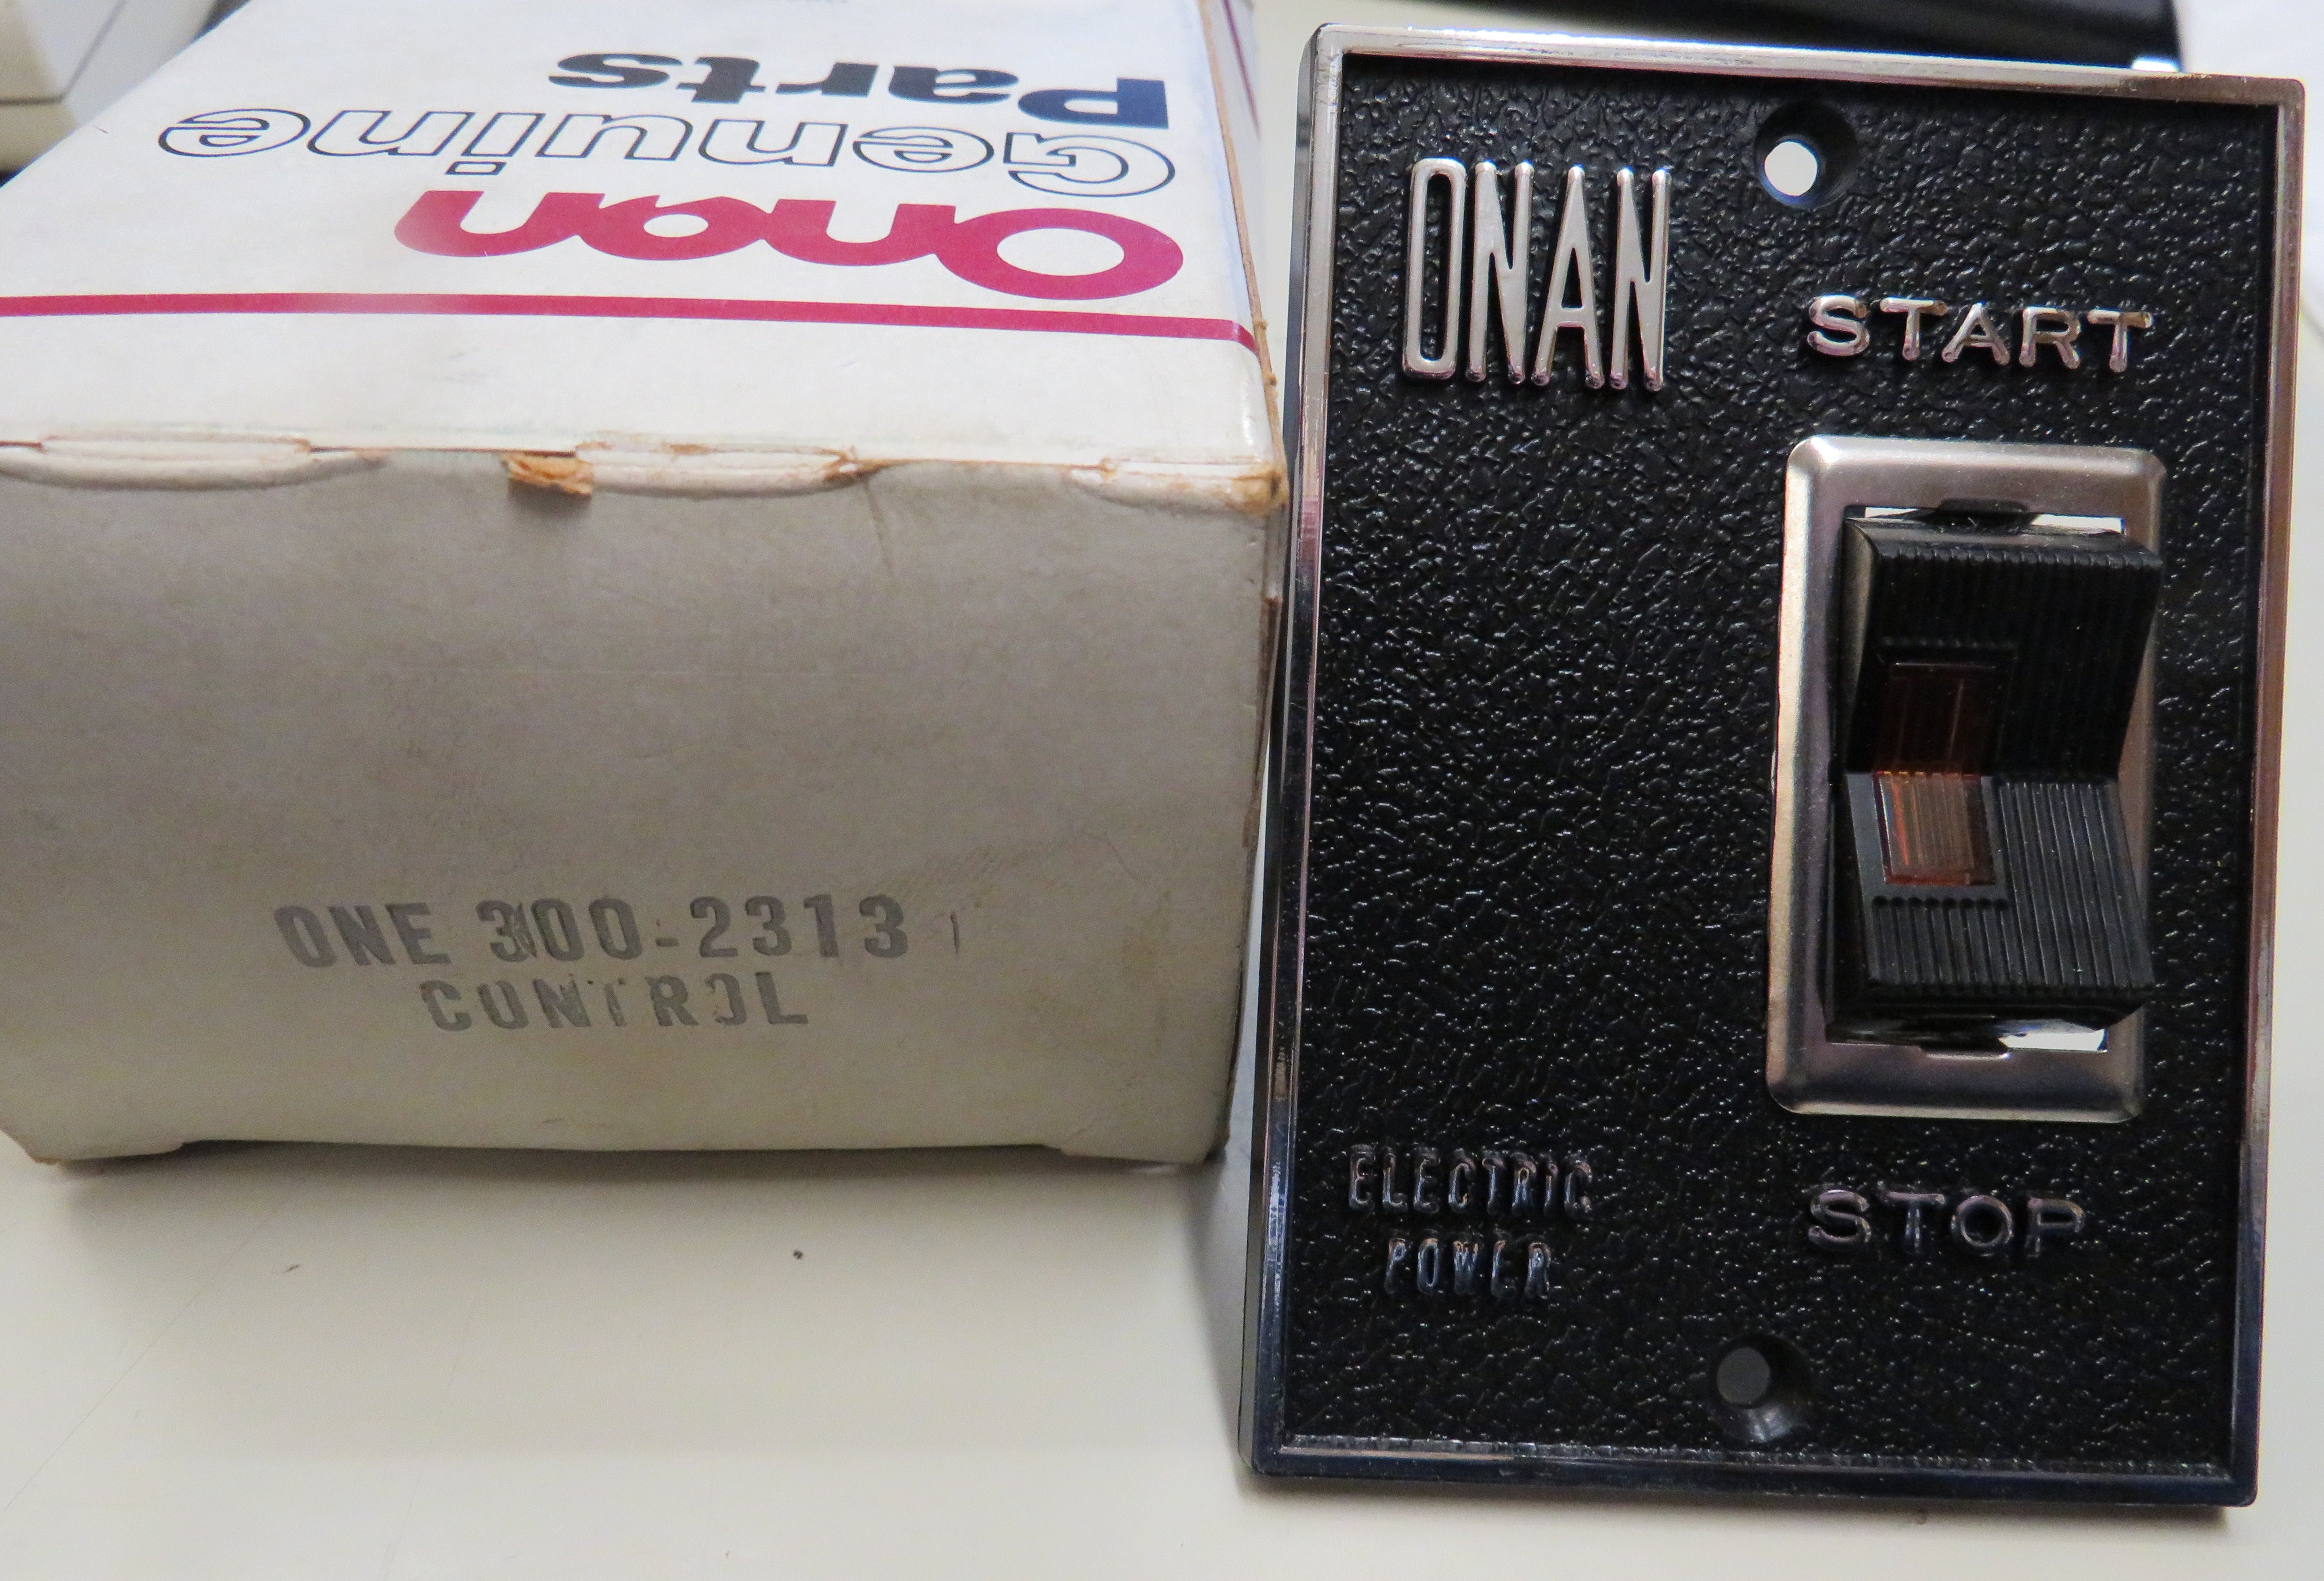 Onan
Genuine
Parts
ONE 300-2313
CONTROL
ONAN
START
STOP
ELECTRIC
POWER